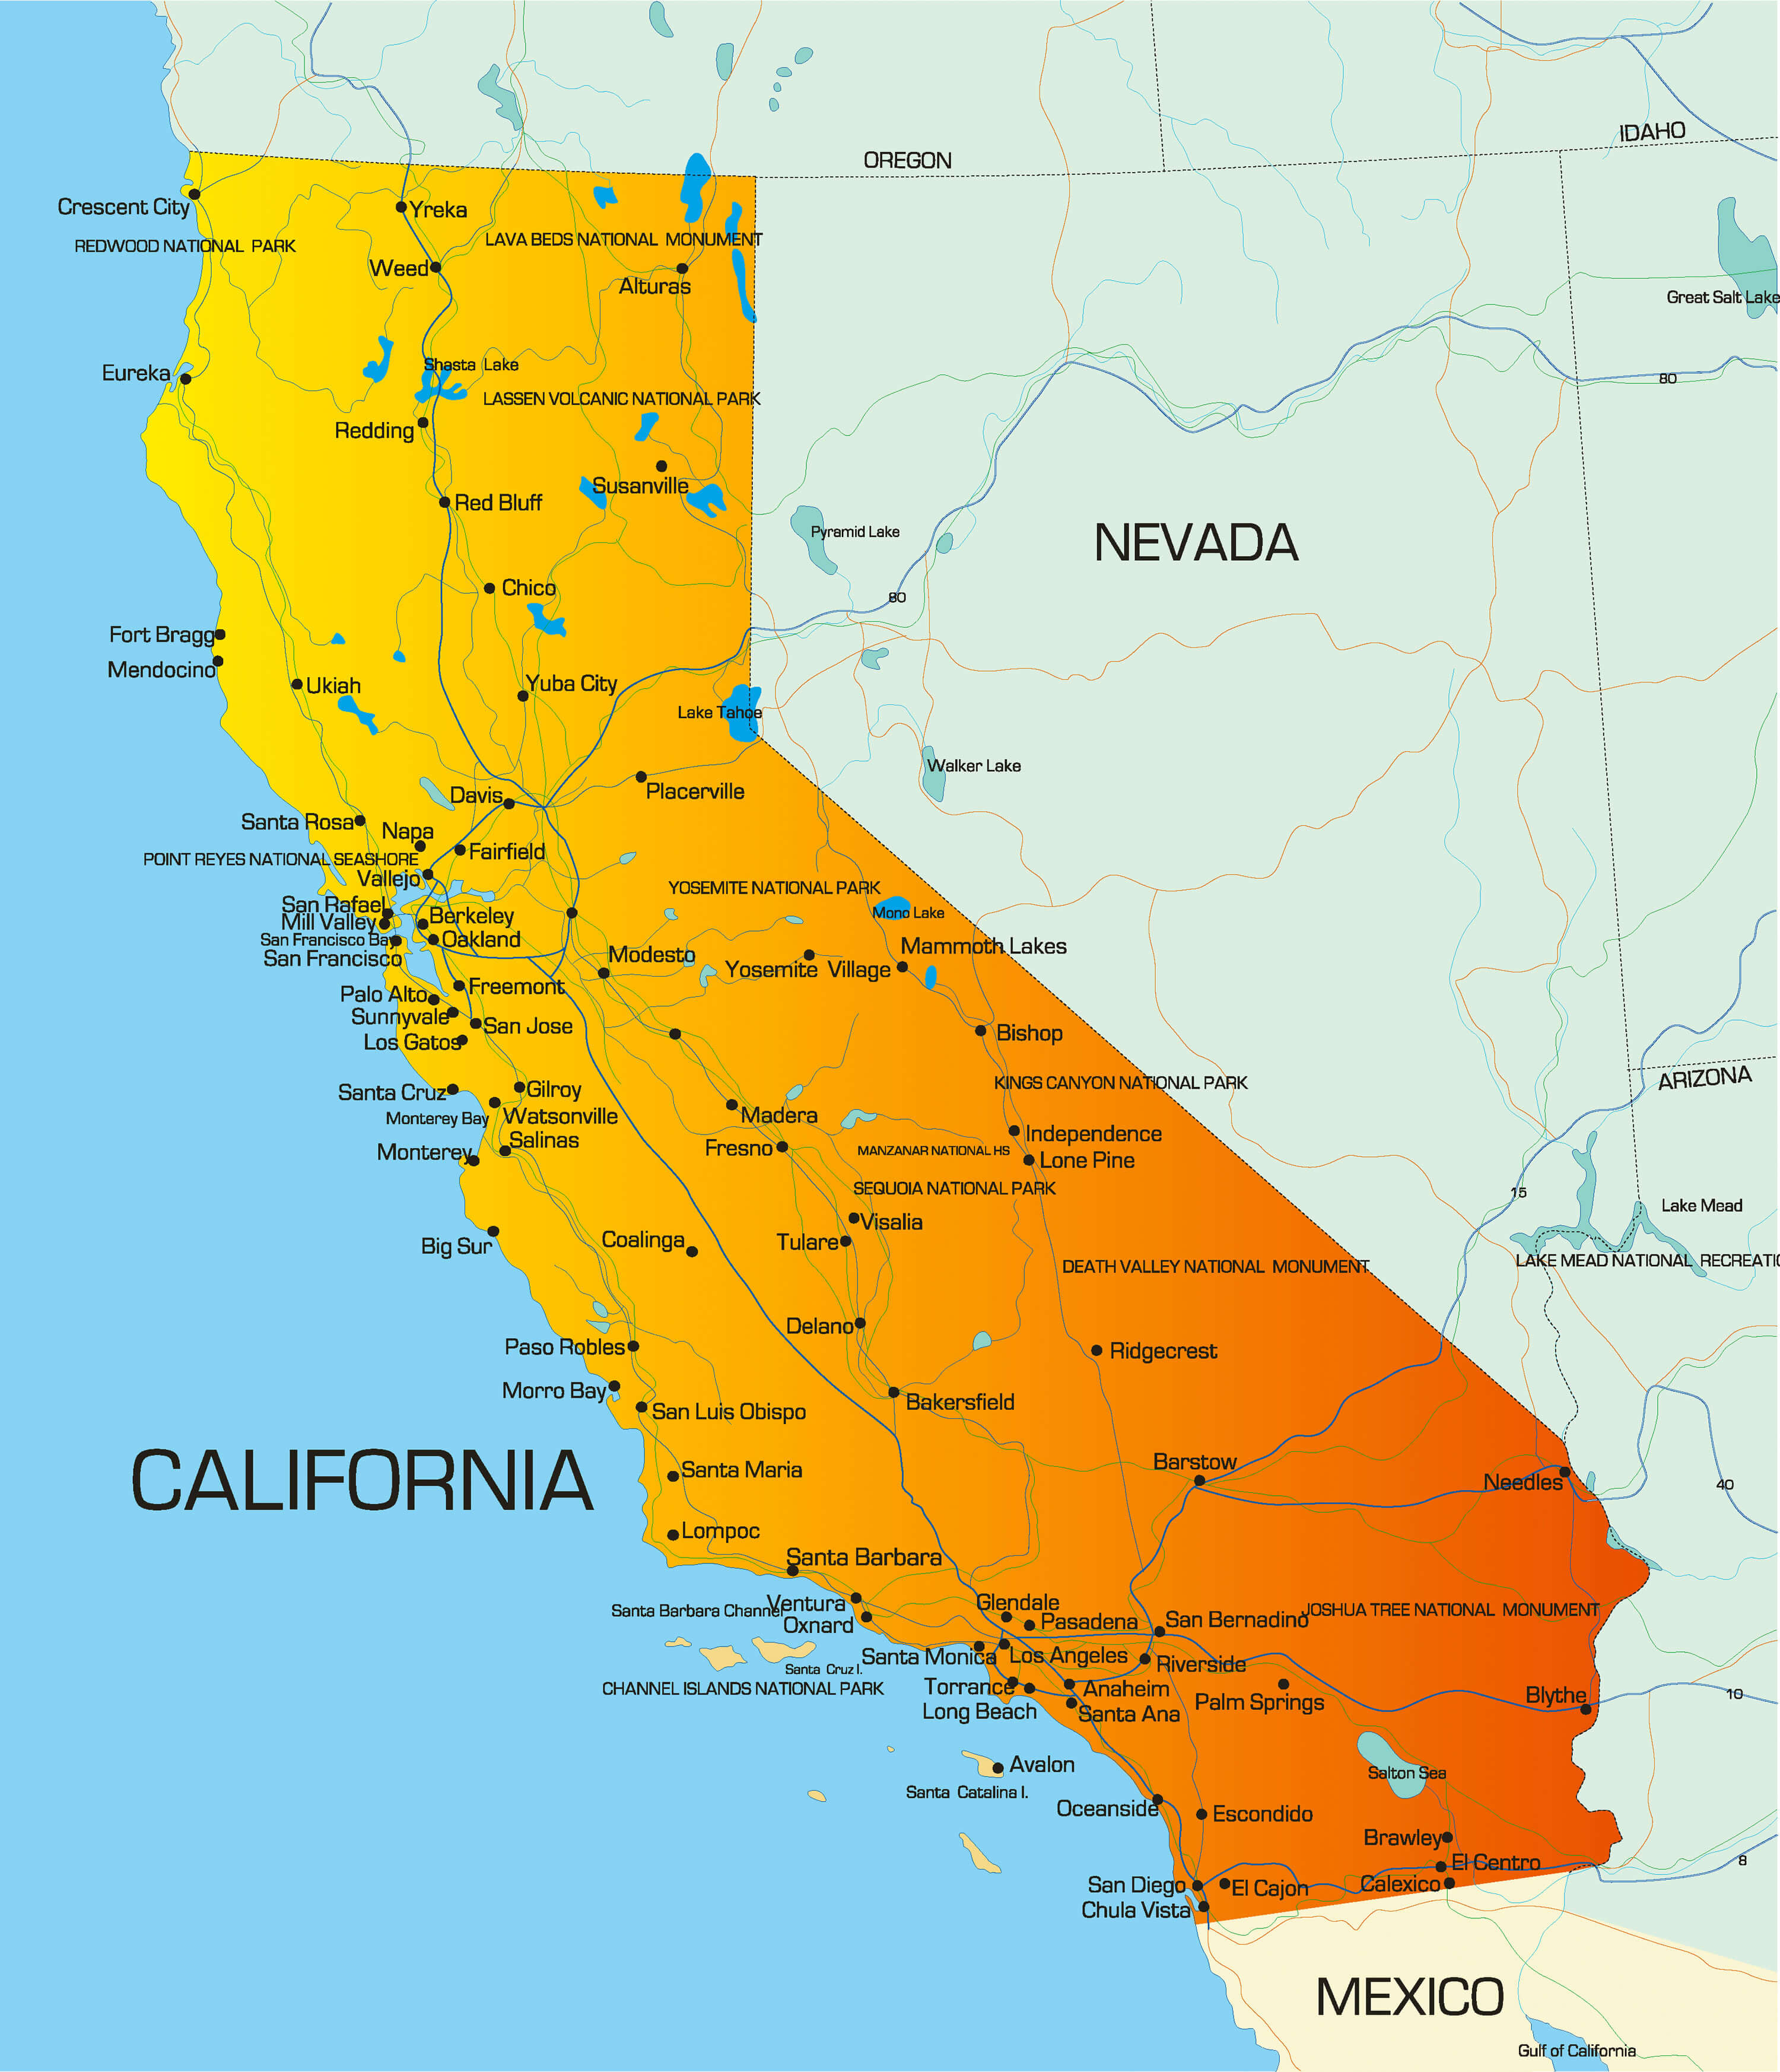 IDAHO
OREGON
Crescent City
Yreka
REDWOOD NATIONAL PARK
LAVA BEDS NATIONAL MONUMENT
Weed
Alturas
Great Salt Lake
Shasta Lake
Eureka
80
LASSEN VOLCANIC NATIONAL PARK
Redding
Susanville
Red Bluff
Pyramid Lake
NEVADA
Chico
80
Fort Bragg
Mendocino
Ukiah
Yuba City
Lake Tahoe
Walker Lake
Davis
Placerville
Santa Rosa
Napa
Fairfield
POINT REYES NATIONAL SEASHORE
Vallejo
YOSEMITE NATIONAL PARK
San Rafael
Mono Lake
Mill Valley
Berkeley
San Francisco Bay
Oakland
Mammoth Lakes
San Francisco
Modesto
Yosemite Village
Freemont
Palo Alto
Sunnyvale
San Jose
Bishop
Los Gatos
ARIZONA
KINGS CANYON NATIONAL PARK
Santa Cruz
Gilroy
Monterey Bay
Watsonville
Madera
Salinas
Independence
Monterey
Fresno
MANZANAR NATIONAL HS
Lone Pine
SEQUOIA NATIONAL PARK
15
Lake Mead
Visalia
Big Sur
Coalinga
Tulare
LAKE MEAD NATIONAL RECREATIO
DEATH VALLEY NATIONAL MONUMENT
Delano
Paso Robles
Ridgecrest
Morro Bay
Bakersfield
San Luis Obispo
CALIFORNIA
Santa Maria
Barstow
Needles
40
Lompoc
Santa Barbara
Ventura
Glendale
Santa Barbara Channel
Oxnard
Pasadena
San Bernadino
JOSHUA TREE NATIONAL MONUMENT
Santa Monica
Los Angeles
Riverside
Santa Cruz I.
CHANNEL ISLANDS NATIONAL PARK
Torrance
Anaheim
Palm Springs
Blythe
10
Long Beach
Santa Ana
Avalon
Salton Sea
Santa Catalina I.
Oceanside
Escondido
Brawley
El Centro
8
San Diego
El Cajon
Calexico
Chula Vista
MEXICO
Gulf of California